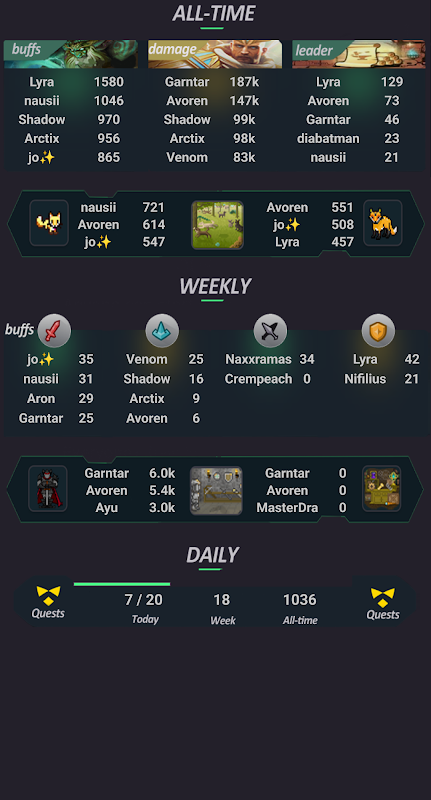 ALL-TIME
buffs damage leader
Lyra 1580 Garntar 187k Lyra 129
nausii 1046 Avoren 147k Avoren 73
Shadow 970 Shadow 99k Garntar 46
Arctix 956 Arctix 98k diabatman 23
jo✨ 865 Venom 83k nausii 21
nausii 721 Avoren 551
Avoren 614 jo✨ 508
jo✨ 547 Lyra 457
WEEKLY
buffs
jo✨ 35 Venom 25 Naxxramas 34 Lyra 42
nausii 31 Shadow 16 Crempeach 0 Nifilius 21
Aron 29 Arctix 9
Garntar 25 Avoren 6
Garntar 6.0k Garntar 0
Avoren 5.4k Avoren 0
Ayu 3.0k MasterDra 0
DAILY
Quests 7 / 20 18 1036 Quests
Today Week All-time